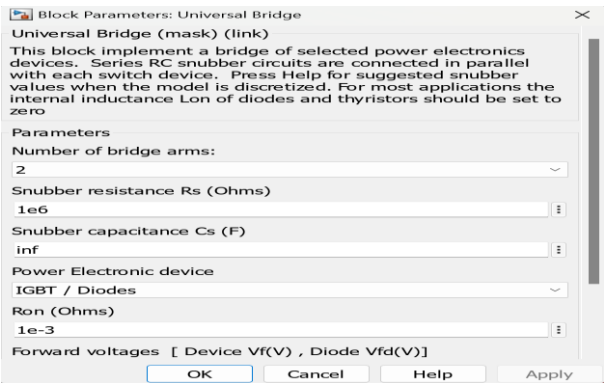 Block Parameters: Universal Bridge
Universal Bridge (mask) (link)
This block implement a bridge of selected power electronics
devices.  Series RC snubber circuits are connected in parallel
with each switch device.  Press Help for suggested snubber
values when the model is discretized. For most applications the
internal inductance Lon of diodes and thyristors should be set to
zero
Parameters
Number of bridge arms:
2
Snubber resistance Rs (Ohms)
1e6
Snubber capacitance Cs (F)
inf
Power Electronic device
IGBT / Diodes
Ron (Ohms)
1e-3
Forward voltages  [ Device Vf(V) , Diode Vfd(V)]
OK Cancel Help Apply